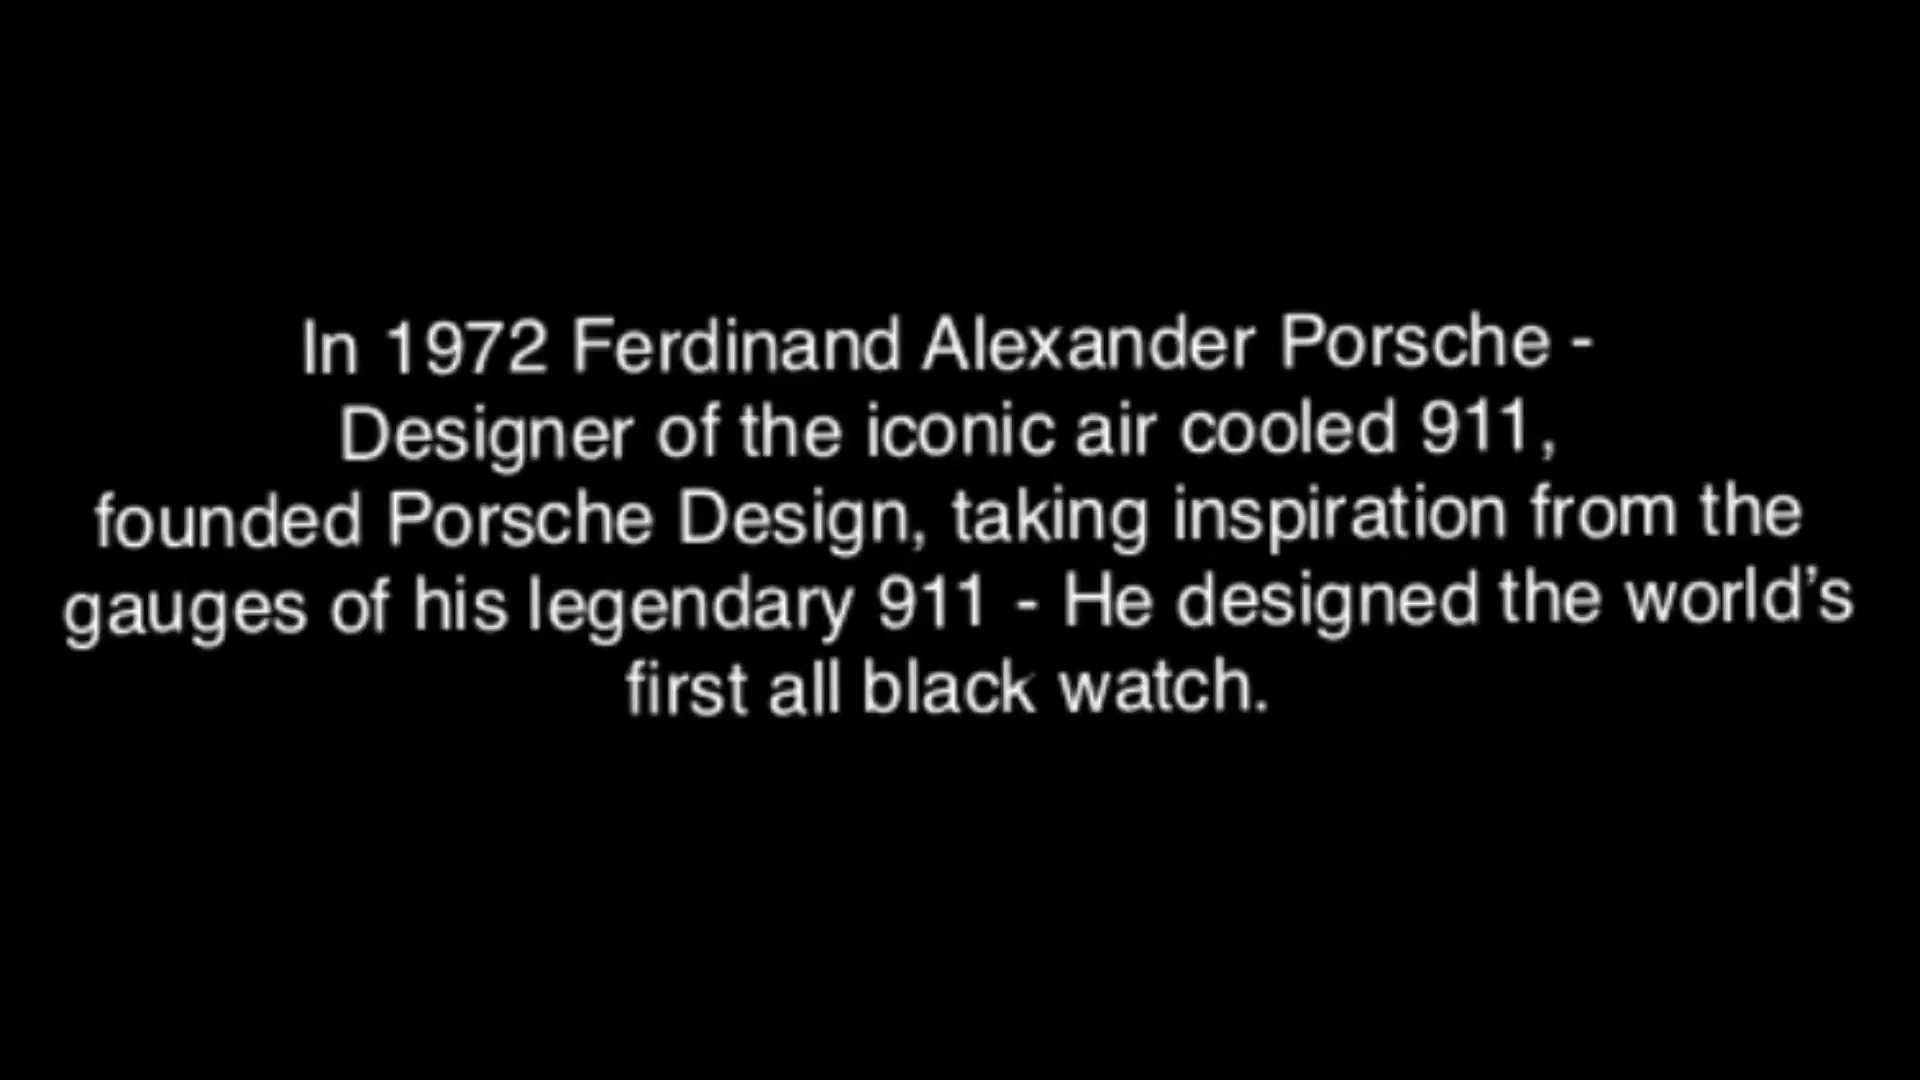 In 1972 Ferdinand Alexander Porsche -
Designer of the iconic air cooled 911,
founded Porsche Design, taking inspiration from the
gauges of his legendary 911 - He designed the world’s
first all black watch.